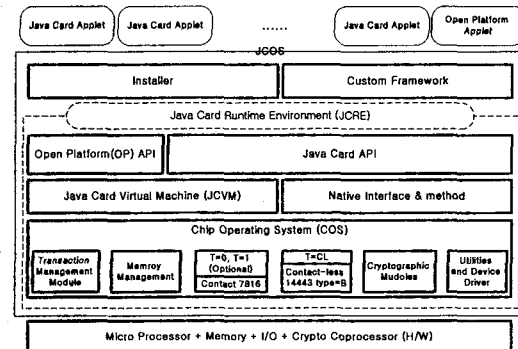 Java Card Applet
Java Card Applet
......
Java Card Applet
Open Platform
Applet
JCOS
Installer
Custom Framework
Java Card Runtime Environment (JCRE)
Open Platform(OP) API
Java Card API
Java Card Virtual Machine (JCVM)
Native Interface & method
Chip Operating System (COS)
Transaction
Management
Module
Memroy
Management
T=0, T=1
(Optional)
Contact 7816
T=CL
Contact-less
14443 type=B
Cryptographic
Mudoles
Utilities
and Device
Driver
Micro Processor + Memory + I/O + Crypto Coprocessor (H/W)